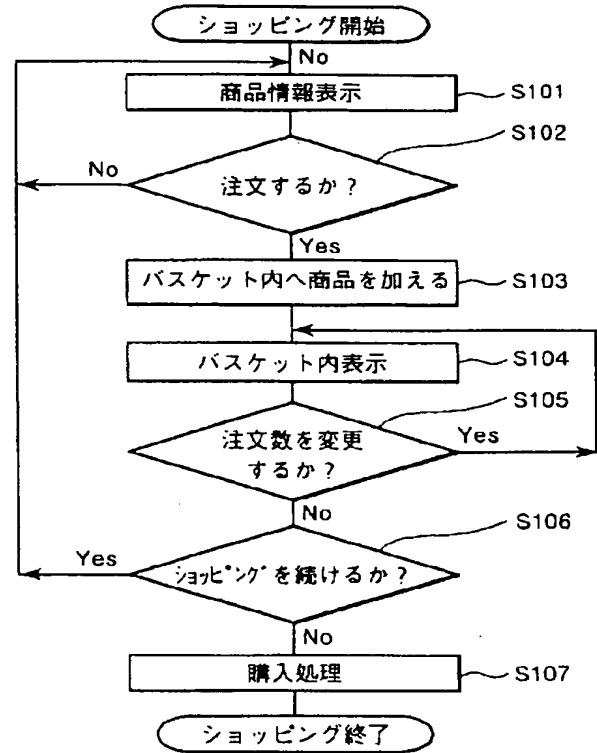 ショッピング開始
No
商品情報表示
S101
S102
No
注文するか？
Yes
バスケット内へ商品を加える
S103
バスケット内表示
S104
S105
注文数を変更
するか？
Yes
No
S106
Yes
ｼｮｯﾋﾟﾝｸﾞを続けるか？
No
購入処理
S107
ショッピング終了